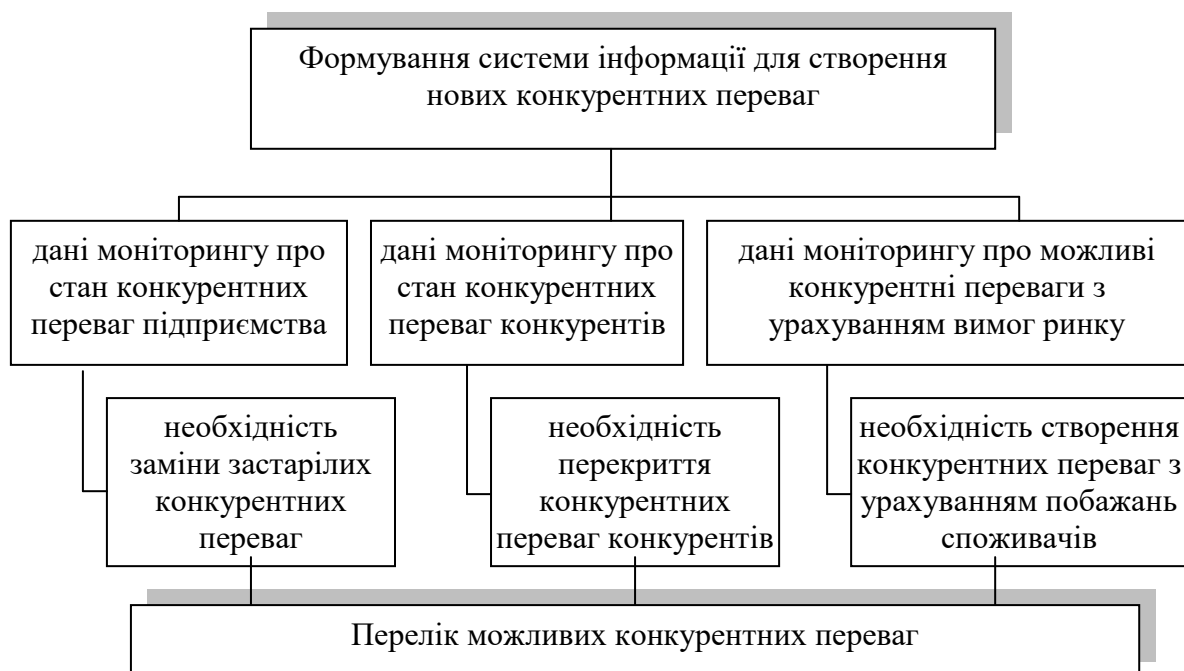 Формування системи інформації для створення
нових конкурентних переваг
дані моніторингу про
стан конкурентних
переваг підприємства
дані моніторингу про
стан конкурентних
переваг конкурентів
дані моніторингу про можливі
конкурентні переваги з
урахуванням вимог ринку
необхідність
заміни застарілих
конкурентних
переваг
необхідність
перекриття
конкурентних
переваг конкурентів
необхідність створення
конкурентних переваг з
урахуванням побажань
споживачів
Перелік можливих конкурентних переваг